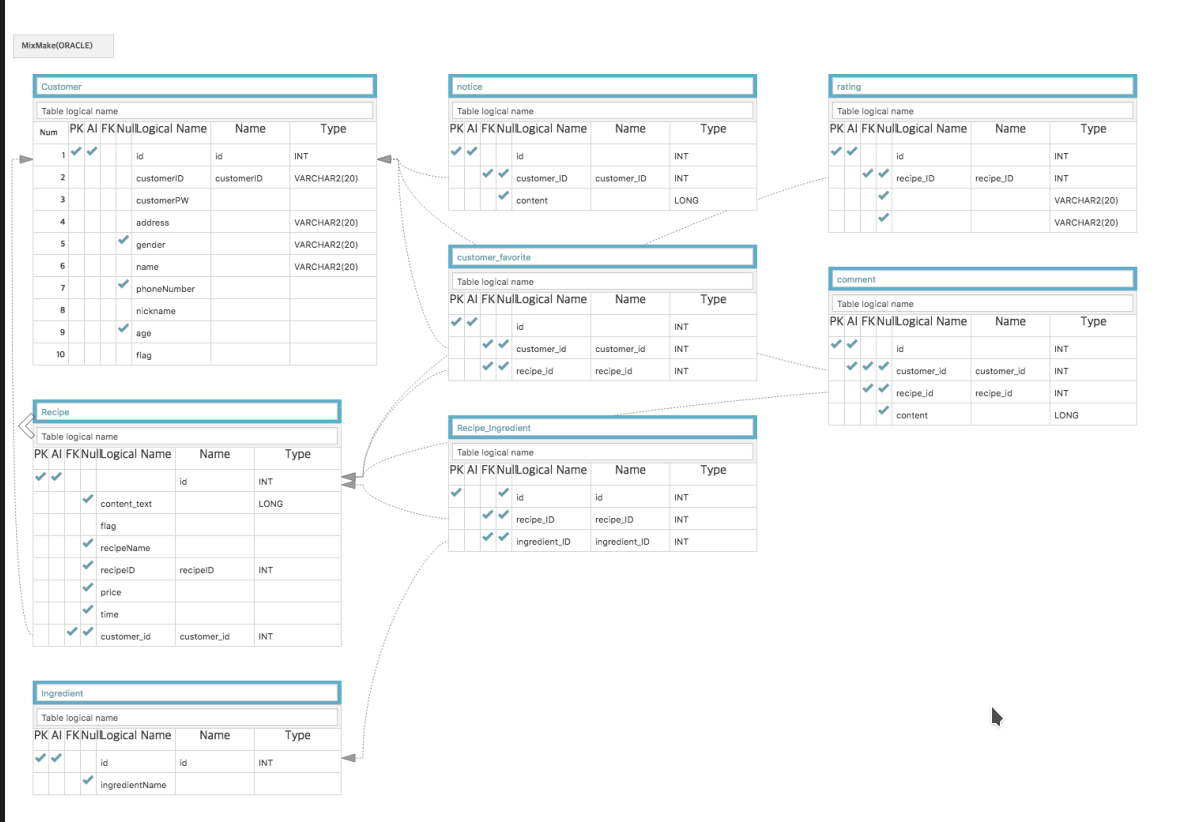 MixMake(ORACLE)
Customer
Table logical name
Num PK AI FK Null Logical Name Name Type
1 id id INT
2 customerID customerID VARCHAR2(20)
3 customerPW
4 address VARCHAR2(20)
5 gender VARCHAR2(20)
6 name VARCHAR2(20)
7 phoneNumber
8 nickname
9 age
10 flag
Recipe
Table logical name
PK AI FK Null Logical Name Name Type
id INT
content_text LONG
flag
recipeName
recipeID recipeID INT
price
time
customer_id customer_id INT
Ingredient
Table logical name
PK AI FK Null Logical Name Name Type
id id INT
ingredientName
notice
Table logical name
PK AI FK Null Logical Name Name Type
id INT
customer_ID customer_ID INT
content LONG
customer_favorite
Table logical name
PK AI FK Null Logical Name Name Type
id INT
customer_id customer_id INT
recipe_id recipe_id INT
Recipe_Ingredient
Table logical name
PK AI FK Null Logical Name Name Type
id id INT
recipe_ID recipe_ID INT
ingredient_ID ingredient_ID INT
rating
Table logical name
PK AI FK Null Logical Name Name Type
id INT
recipe_ID recipe_ID INT
VARCHAR2(20)
VARCHAR2(20)
comment
Table logical name
PK AI FK Null Logical Name Name Type
id INT
customer_id customer_id INT
recipe_id recipe_id INT
content LONG